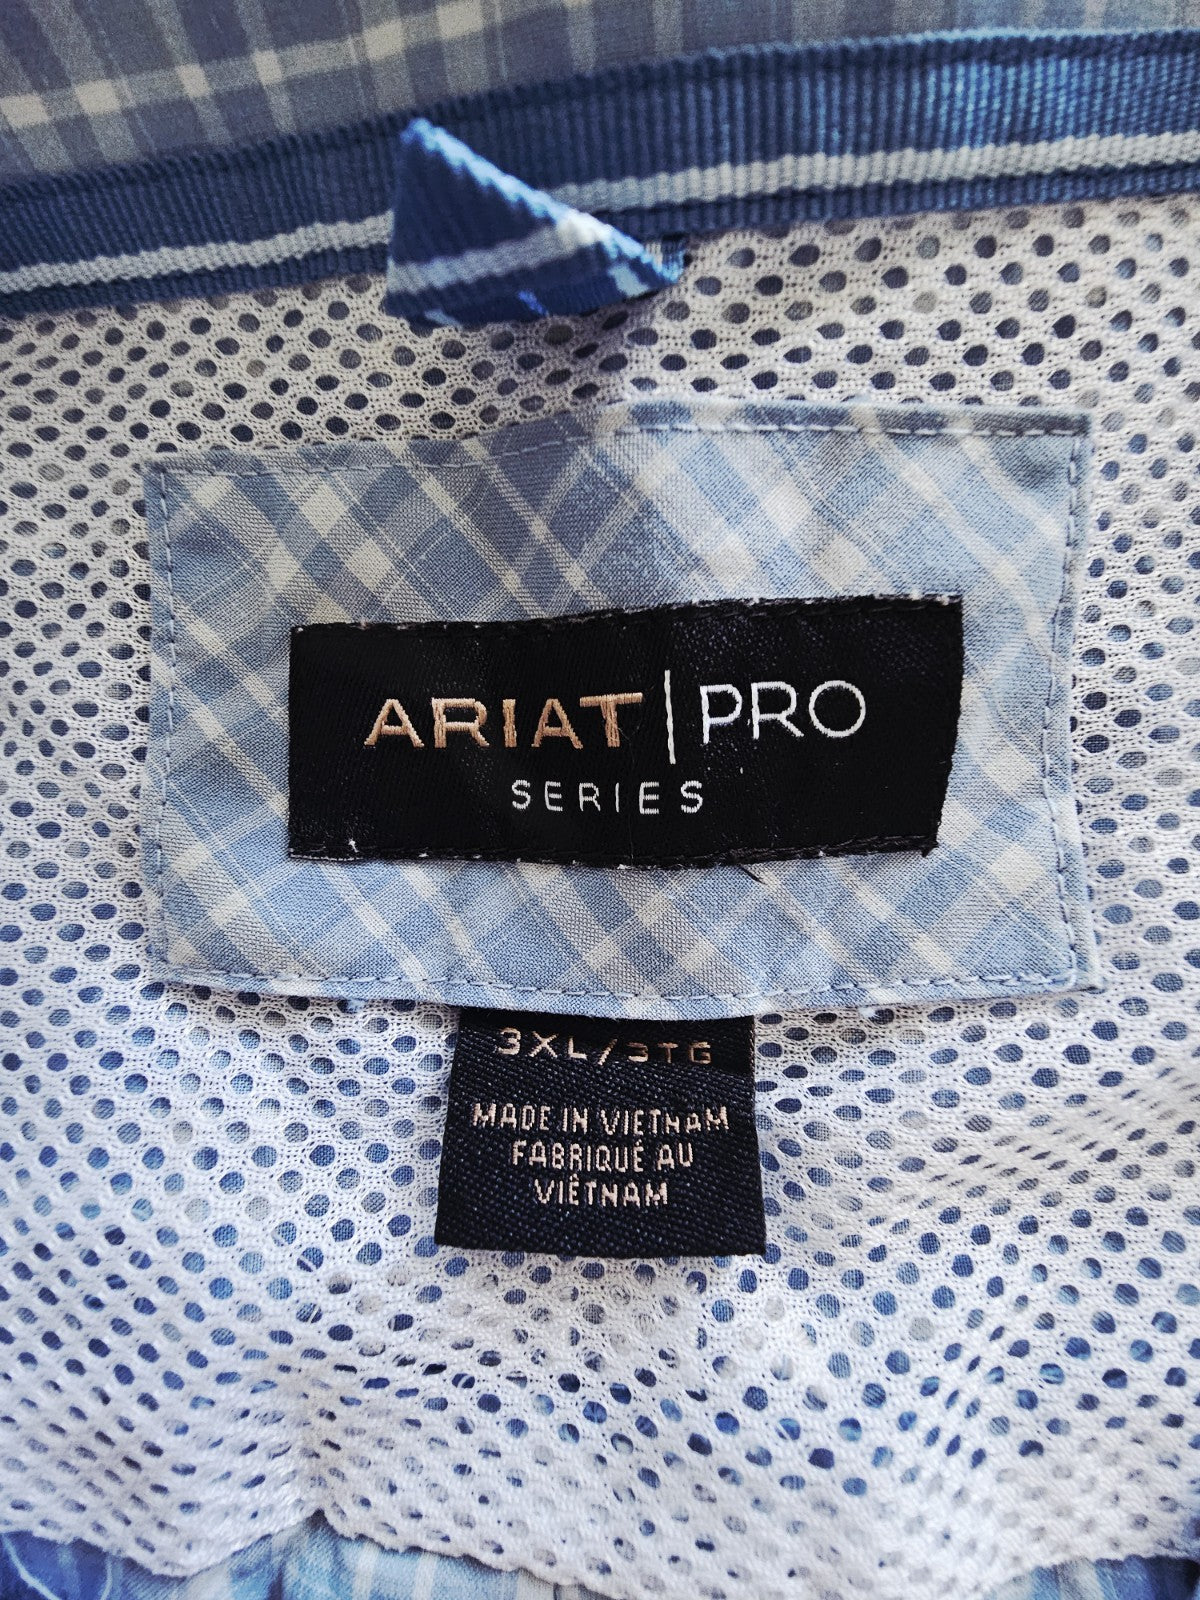 ARIAT | PRO
SERIES
3XL/3TG
MADE IN VIETNAM
FABRIQUÉ AU
VIÊTNAM